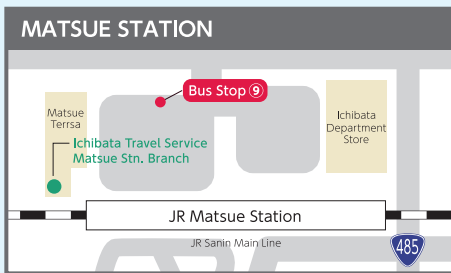 MATSUE STATION
Bus Stop ⑨
Matsue
Terrsa
Ichibata Travel Service
Matsue Stn. Branch
Ichibata
Department
Store
JR Matsue Station
JR Sanin Main Line
485